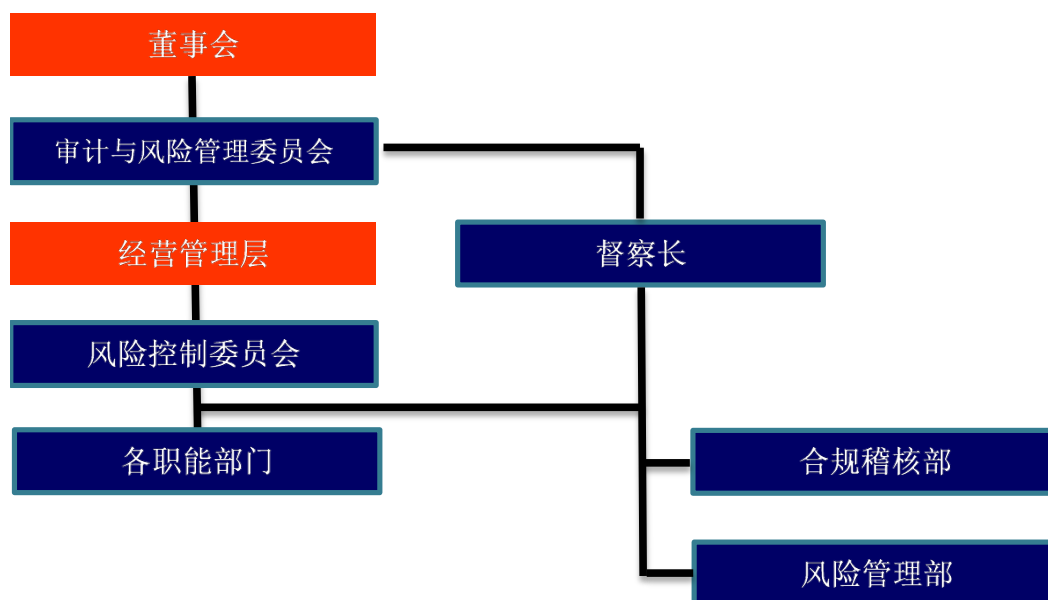 董事会
审计与风险管理委员会
经营管理层
督察长
风险控制委员会
各职能部门
合规稽核部
风险管理部